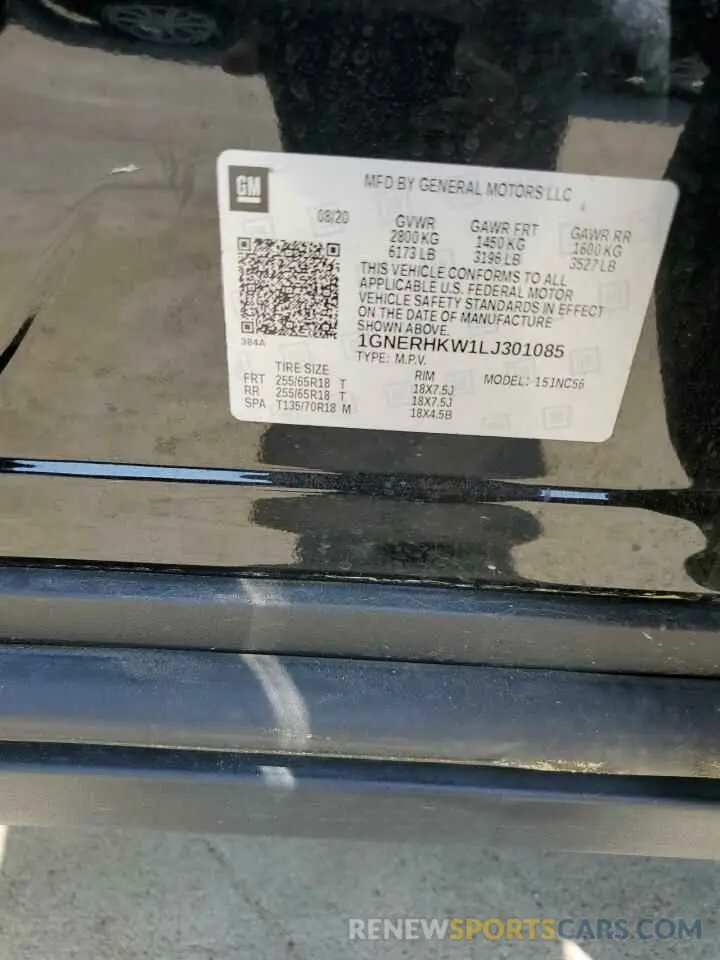 GM
MFD BY GENERAL MOTORS LLC
08/20
GVWR GAWR FRT GAWR RR
2800 KG 1450 KG 1600 KG
6173 LB 3196 LB 3527 LB
THIS VEHICLE CONFORMS TO ALL
APPLICABLE U.S. FEDERAL MOTOR
VEHICLE SAFETY STANDARDS IN EFFECT
ON THE DATE OF MANUFACTURE
SHOWN ABOVE.
384A
1GNERHKW1LJ301085
TYPE: M.P.V.
TIRE SIZE RIM MODEL: 151NC56
FRT 255/65R18 T 18X7.5J
RR 255/65R18 T 18X7.5J
SPA T135/70R18 M 18X4.5B
RENEWSPORTSCARS.COM